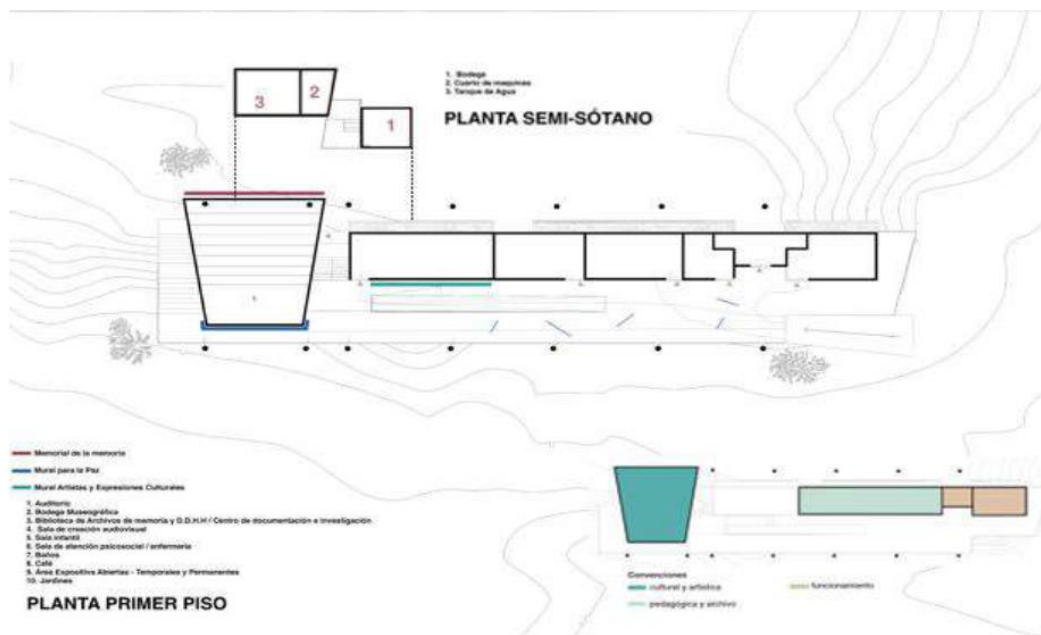 1. Bodega
2. Cuarto de maquinas
3. Tanque de Agua
PLANTA SEMI-SÓTANO
3
2
1
Memorial de la memoria
Mural para la Paz
Mural Artistas y Expresiones Culturales
1. Auditorio
2. Bodega Museográfica
3. Biblioteca de Archivos de memoria y D.D.H.H / Centro de documentación e investigación
4. Sala de creación audiovisual
5. Sala infantil
6. Sala de atención psicosocial / enfermería
7. Baños
8. Café
9. Área Expositiva Abiertas - Temporales y Permanentes
10. Jardines
PLANTA PRIMER PISO
Convenciones
cultural y artística
pedagógica y archivo
funcionamiento